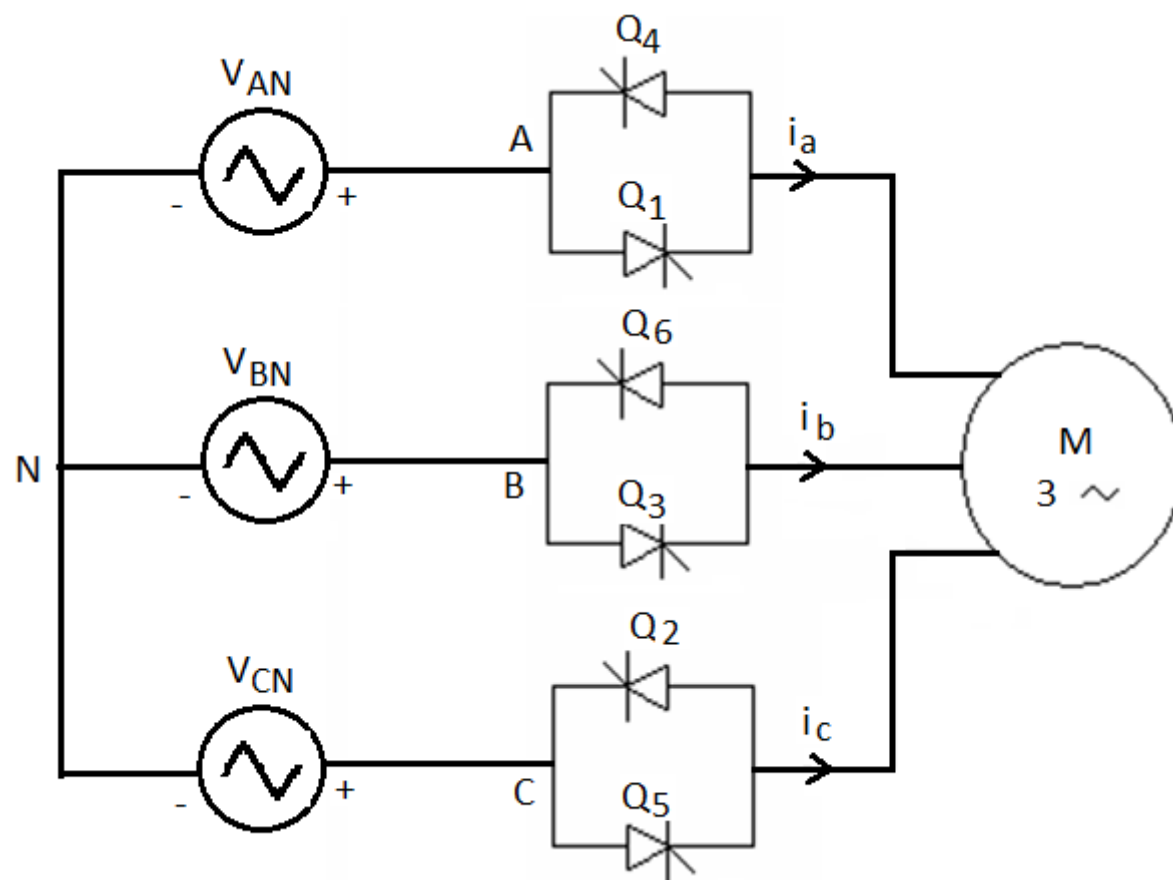 Q4
VAN
A
ia
Q1
Q6
VBN
M
3 ~
ib
N
B
Q3
Q2
VCN
ic
C
Q5
- +
- +
- +